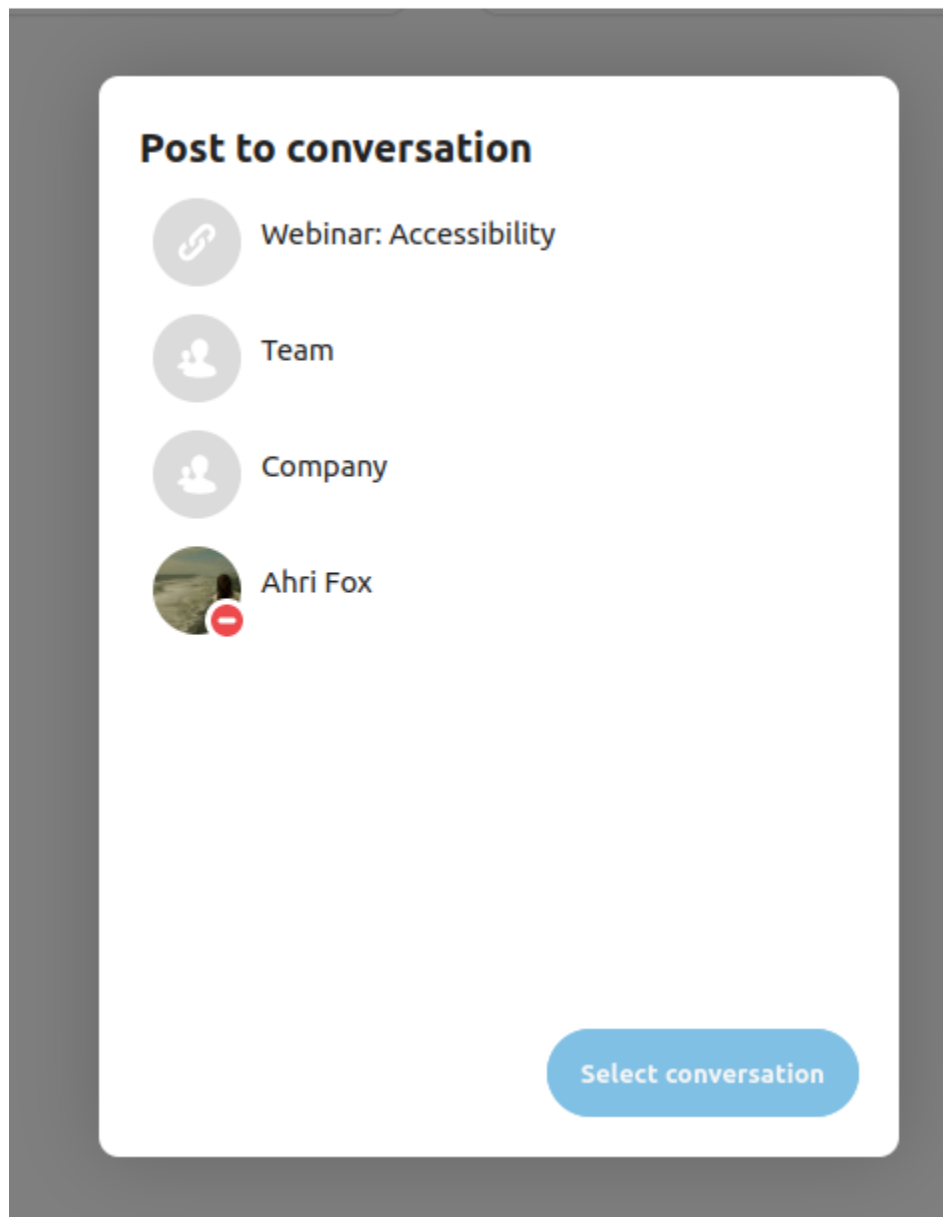 Post to conversation
Webinar: Accessibility
Team
Company
Ahri Fox
Select conversation